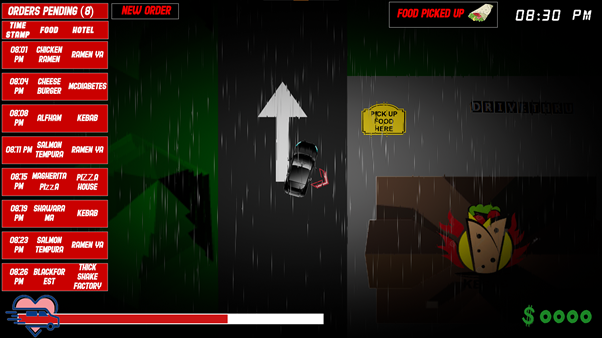 ORDERS PENDING (8)
NEW ORDER
FOOD PICKED UP
08:30 PM
TIME STAMP FOOD HOTEL
08:01 PM CHICKEN RAMEN RAMEN YA
08:04 PM CHEESE BURGER MCDIABETES
08:08 PM ALFHAM KEBAB
08:11 PM SALMON TEMPURA RAMEN YA
08:15 PM MAGHERITA PIZZA PIZZA HOUSE
08:19 PM SHAWARA MA KEBAB
08:23 PM SALMON TEMPURA RAMEN YA
08:26 PM BLACKFOR EST THICK SHAKE FACTORY
PICK UP
FOOD
HERE
$0000